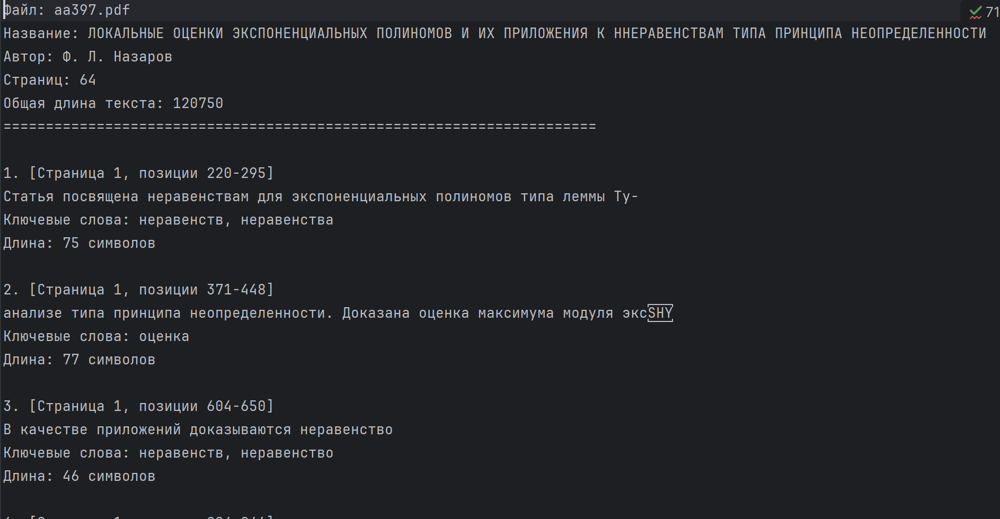 Файл: aa397.pdf
71
Название: ЛОКАЛЬНЫЕ ОЦЕНКИ ЭКСПОНЕНЦИАЛЬНЫХ ПОЛИНОМОВ И ИХ ПРИЛОЖЕНИЯ К ННЕРАВЕНСТВАМ ТИПА ПРИНЦИПА НЕОПРЕДЕЛЕННОСТИ
Автор: Ф. Л. Назаров
Страниц: 64
Общая длина текста: 120750
======================================================================
1. [Страница 1, позиции 220-295]
Статья посвящена неравенствам для экспоненциальных полиномов типа леммы Ту-
Ключевые слова: неравенств, неравенства
Длина: 75 символов
2. [Страница 1, позиции 371-448]
анализе типа принципа неопределенности. Доказана оценка максимума модуля эксSHY
Ключевые слова: оценка
Длина: 77 символов
3. [Страница 1, позиции 604-650]
В качестве приложений доказываются неравенство
Ключевые слова: неравенств, неравенство
Длина: 46 символов